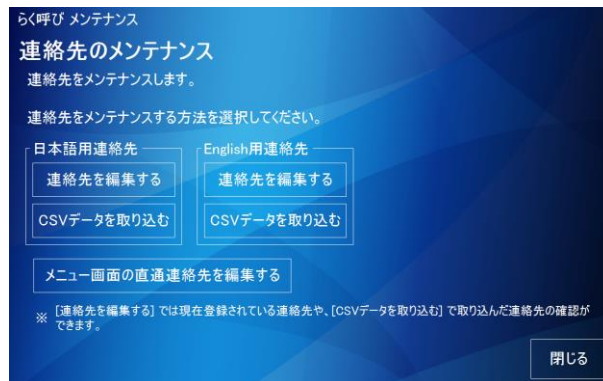 らく呼び メンテナンス
連絡先のメンテナンス
連絡先をメンテナンスします。
連絡先をメンテナンスする方法を選択してください。
日本語用連絡先
English用連絡先
連絡先を編集する
連絡先を編集する
CSVデータを取り込む
CSVデータを取り込む
メニュー画面の直通連絡先を編集する
※ [連絡先を編集する] では現在登録されている連絡先や、[CSVデータを取り込む] で取り込んだ連絡先の確認が
できます。
閉じる